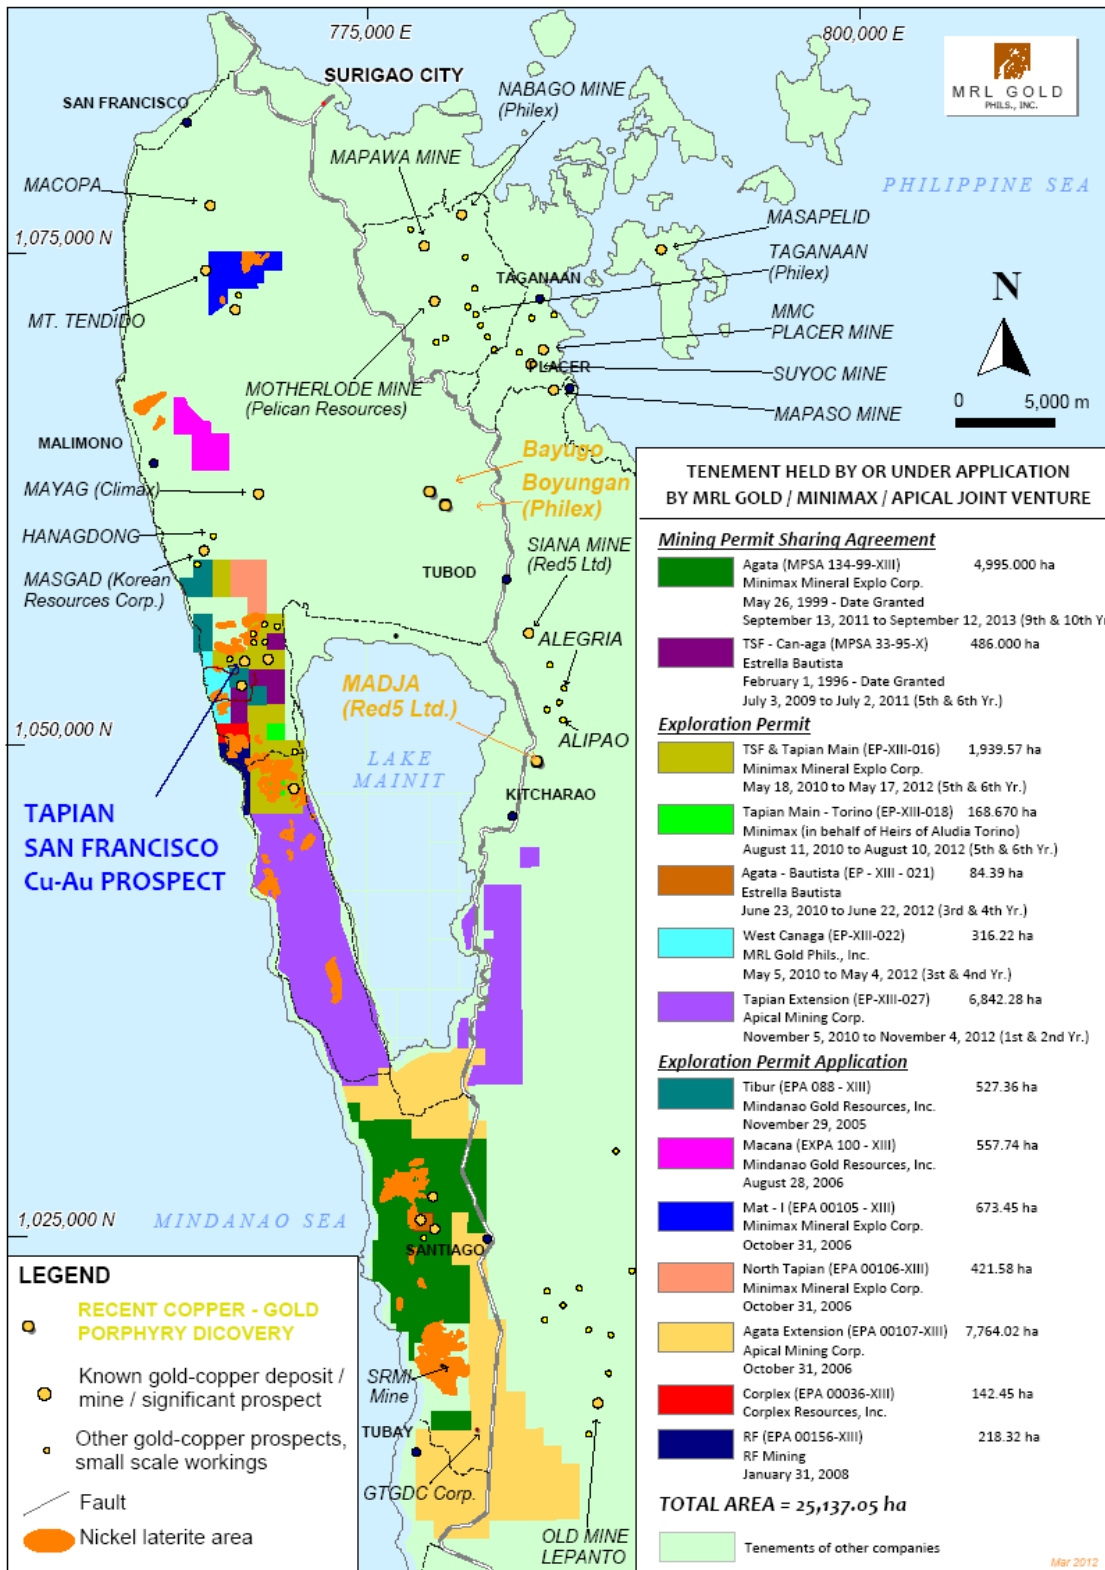 775,000 E
800,000 E
SURIGAO CITY
MRL GOLD
PHILS., INC.
SAN FRANCISCO
NABAGO MINE
(Philex)
MAPAWA MINE
MACOPA
PHILIPPINE SEA
MASAPELID
1,075,000 N
TAGANAAN
(Philex)
TAGANAAN
N
MT. TENDIDO
MMC
PLACER MINE
PLACER
SUYOC MINE
MOTHERLODE MINE
(Pelican Resources)
0 5,000 m
MAPASO MINE
MALIMONO
Bayugo
Boyungan
(Philex)
MAYAG (Climax)
HANAGDONG
SIANA MINE
(Red5 Ltd)
MASGAD (Korean
Resources Corp.)
TUBOD
ALEGRIA
MADJA
(Red5 Ltd.)
1,050,000 N
ALIPAO
LAKE
MAINIT
KITCHARAO
TAPIAN
SAN FRANCISCO
Cu-Au PROSPECT
1,025,000 N
MINDANAO SEA
SANTIAGO
SRMI
Mine
TUBAY
GTGDC Corp.
OLD MINE
LEPANTO
LEGEND
RECENT COPPER - GOLD
PORPHYRY DICOVERY
Known gold-copper deposit /
mine / significant prospect
Other gold-copper prospects,
small scale workings
Fault
Nickel laterite area
TENEMENT HELD BY OR UNDER APPLICATION
BY MRL GOLD / MINIMAX / APICAL JOINT VENTURE
Mining Permit Sharing Agreement
Agata (MPSA 134-99-XIII) 4,995.000 ha
Minimax Mineral Explo Corp.
May 26, 1999 - Date Granted
September 13, 2011 to September 12, 2013 (9th & 10th Yr
TSF - Can-aga (MPSA 33-95-X) 486.000 ha
Estrella Bautista
February 1, 1996 - Date Granted
July 3, 2009 to July 2, 2011 (5th & 6th Yr.)
Exploration Permit
TSF & Tapian Main (EP-XIII-016) 1,939.57 ha
Minimax Mineral Explo Corp.
May 18, 2010 to May 17, 2012 (5th & 6th Yr.)
Tapian Main - Torino (EP-XIII-018) 168.670 ha
Minimax (in behalf of Heirs of Aludia Torino)
August 11, 2010 to August 10, 2012 (5th & 6th Yr.)
Agata - Bautista (EP - XIII - 021) 84.39 ha
Estrella Bautista
June 23, 2010 to June 22, 2012 (3rd & 4th Yr.)
West Canaga (EP-XIII-022) 316.22 ha
MRL Gold Phils., Inc.
May 5, 2010 to May 4, 2012 (3st & 4nd Yr.)
Tapian Extension (EP-XIII-027) 6,842.28 ha
Apical Mining Corp.
November 5, 2010 to November 4, 2012 (1st & 2nd Yr.)
Exploration Permit Application
Tibur (EPA 088 - XIII) 527.36 ha
Mindanao Gold Resources, Inc.
November 29, 2005
Macana (EXPA 100 - XIII) 557.74 ha
Mindanao Gold Resources, Inc.
August 28, 2006
Mat - I (EPA 00105 - XIII) 673.45 ha
Minimax Mineral Explo Corp.
October 31, 2006
North Tapian (EPA 00106-XIII) 421.58 ha
Minimax Mineral Explo Corp.
October 31, 2006
Agata Extension (EPA 00107-XIII) 7,764.02 ha
Apical Mining Corp.
October 31, 2006
Corplex (EPA 00036-XIII) 142.45 ha
Corplex Resources, Inc.
RF (EPA 00156-XIII) 218.32 ha
RF Mining
January 31, 2008
TOTAL AREA = 25,137.05 ha
Tenements of other companies
Mar 2012